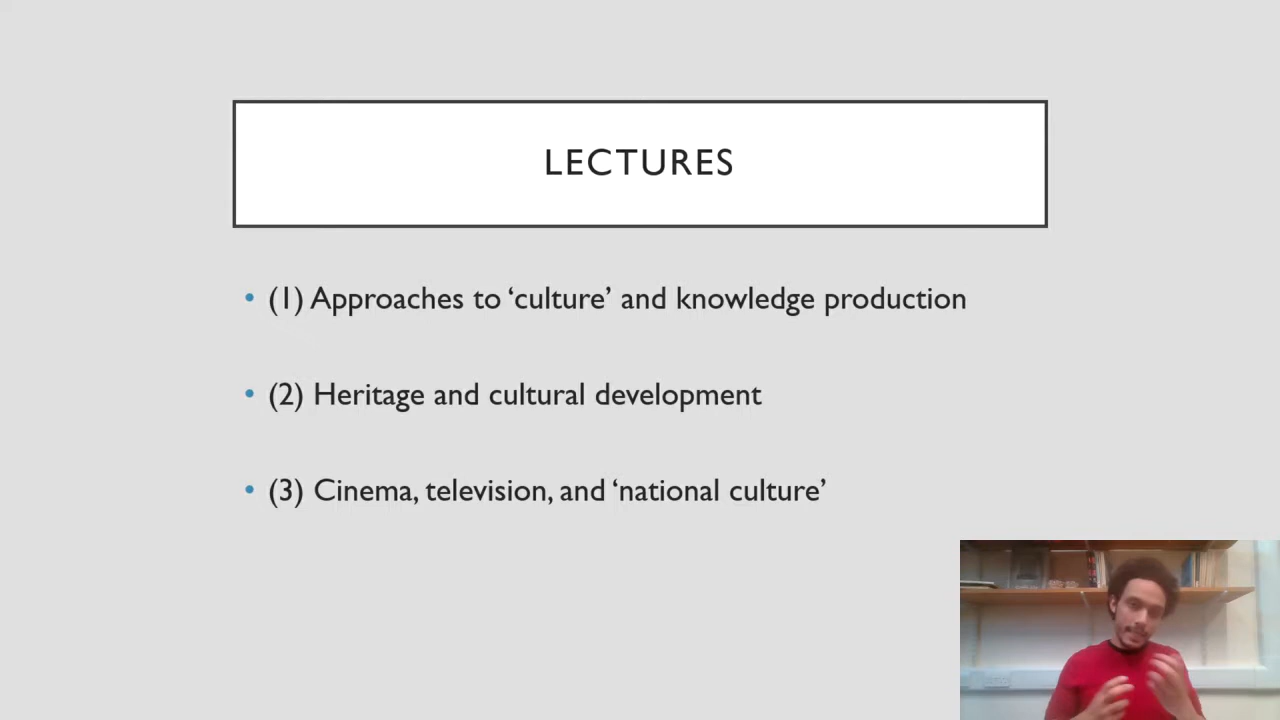 LECTURES
• (1) Approaches to ‘culture’ and knowledge production
• (2) Heritage and cultural development
• (3) Cinema, television, and ‘national culture’